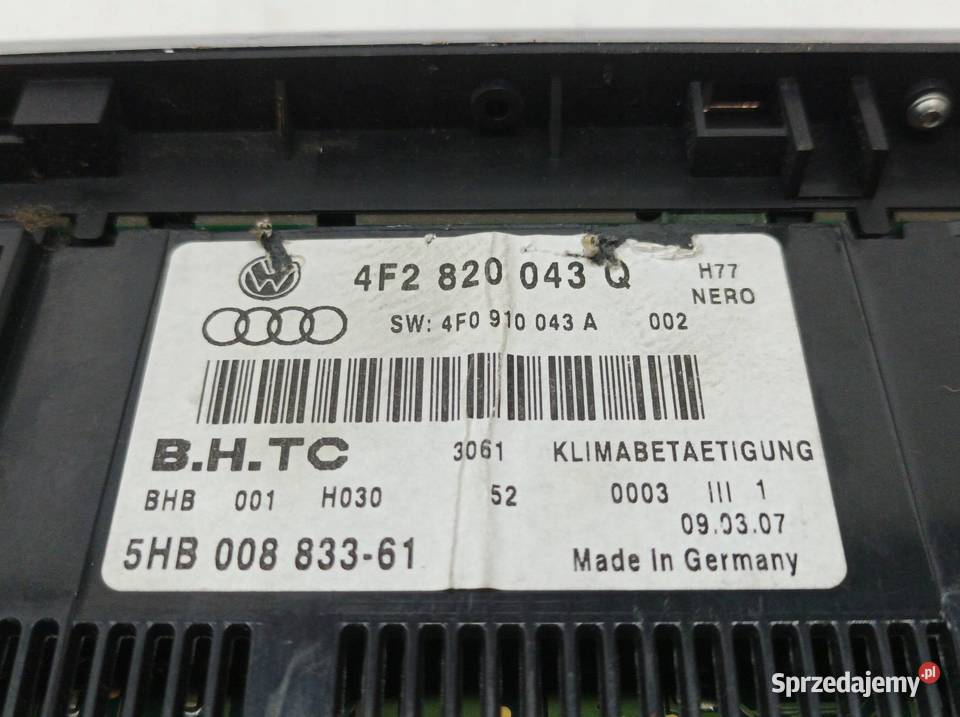 4F2 820 043 Q H77
NERO
SW: 4F0 910 043 A 002
B.H.TC 3061 KLIMABETAETIGUNG
BHB 001 H030 52 0003 III 1
09.03.07
5HB 008 833-61 Made In Germany
Sprzedajemy.pl